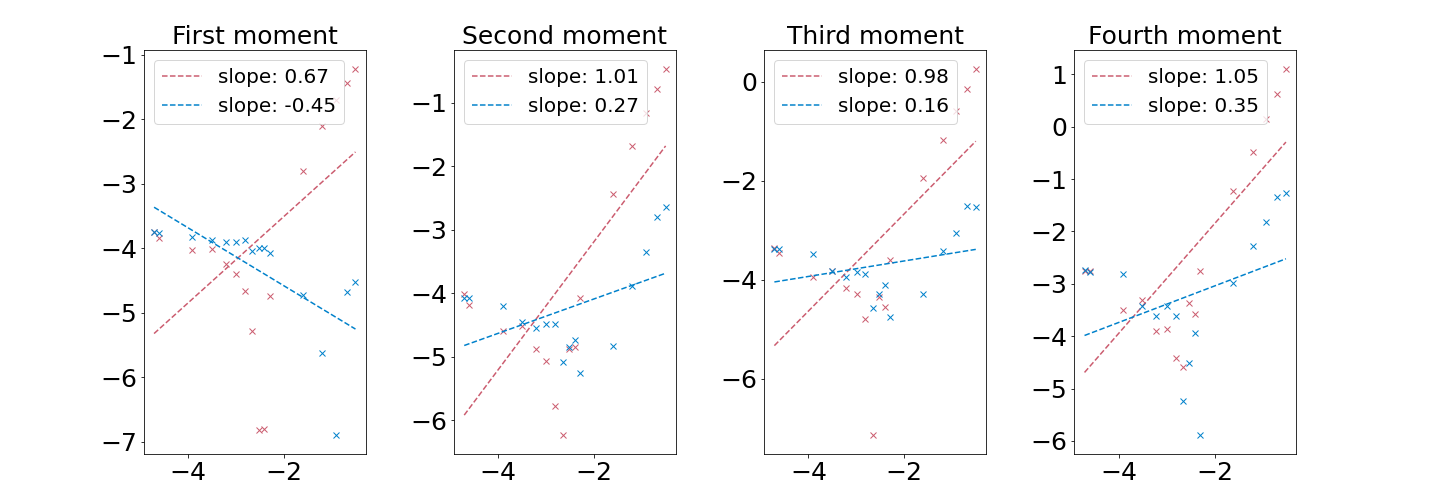 First moment
slope: 0.67
slope: -0.45
−1
−2
−3
−4
−5
−6
−7
−4
−2
Second moment
slope: 1.01
slope: 0.27
−1
−2
−3
−4
−5
−6
−4
−2
Third moment
slope: 0.98
slope: 0.16
0
−2
−4
−6
−4
−2
Fourth moment
slope: 1.05
slope: 0.35
1
0
−1
−2
−3
−4
−5
−6
−4
−2